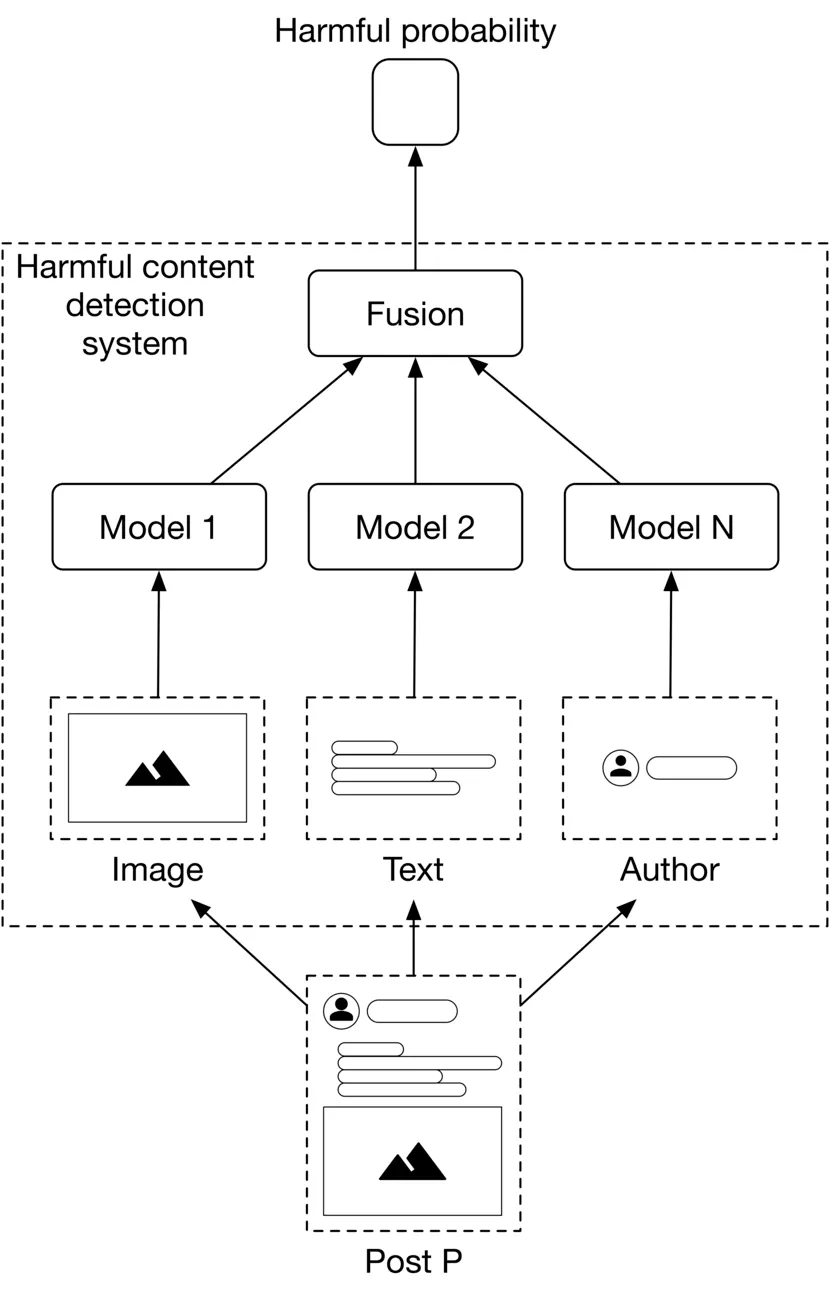 Harmful probability
Harmful content
detection
system
Fusion
Model 1
Model 2
Model N
Image
Text
Author
Post P